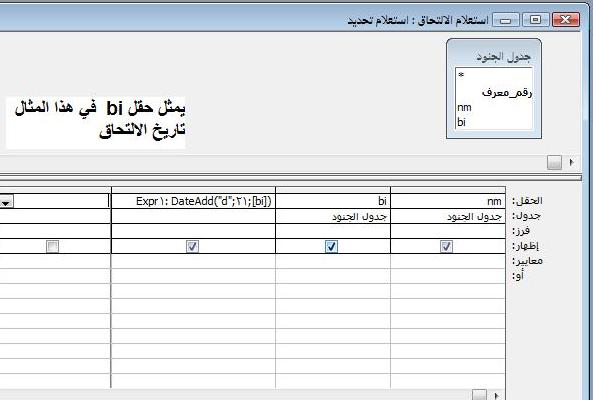 استعلام الالتحاق : استعلام تحديد
جدول الجنود
*
رقم_معرف
nm
bi
يمثل حقل bi في هذا المثال
تاريخ الالتحاق
الحقل: nm bi Expr١: DateAdd("d";٢١;[bi])
جدول: جدول الجنود جدول الجنود
فرز:
إظهار:
معايير:
أو: